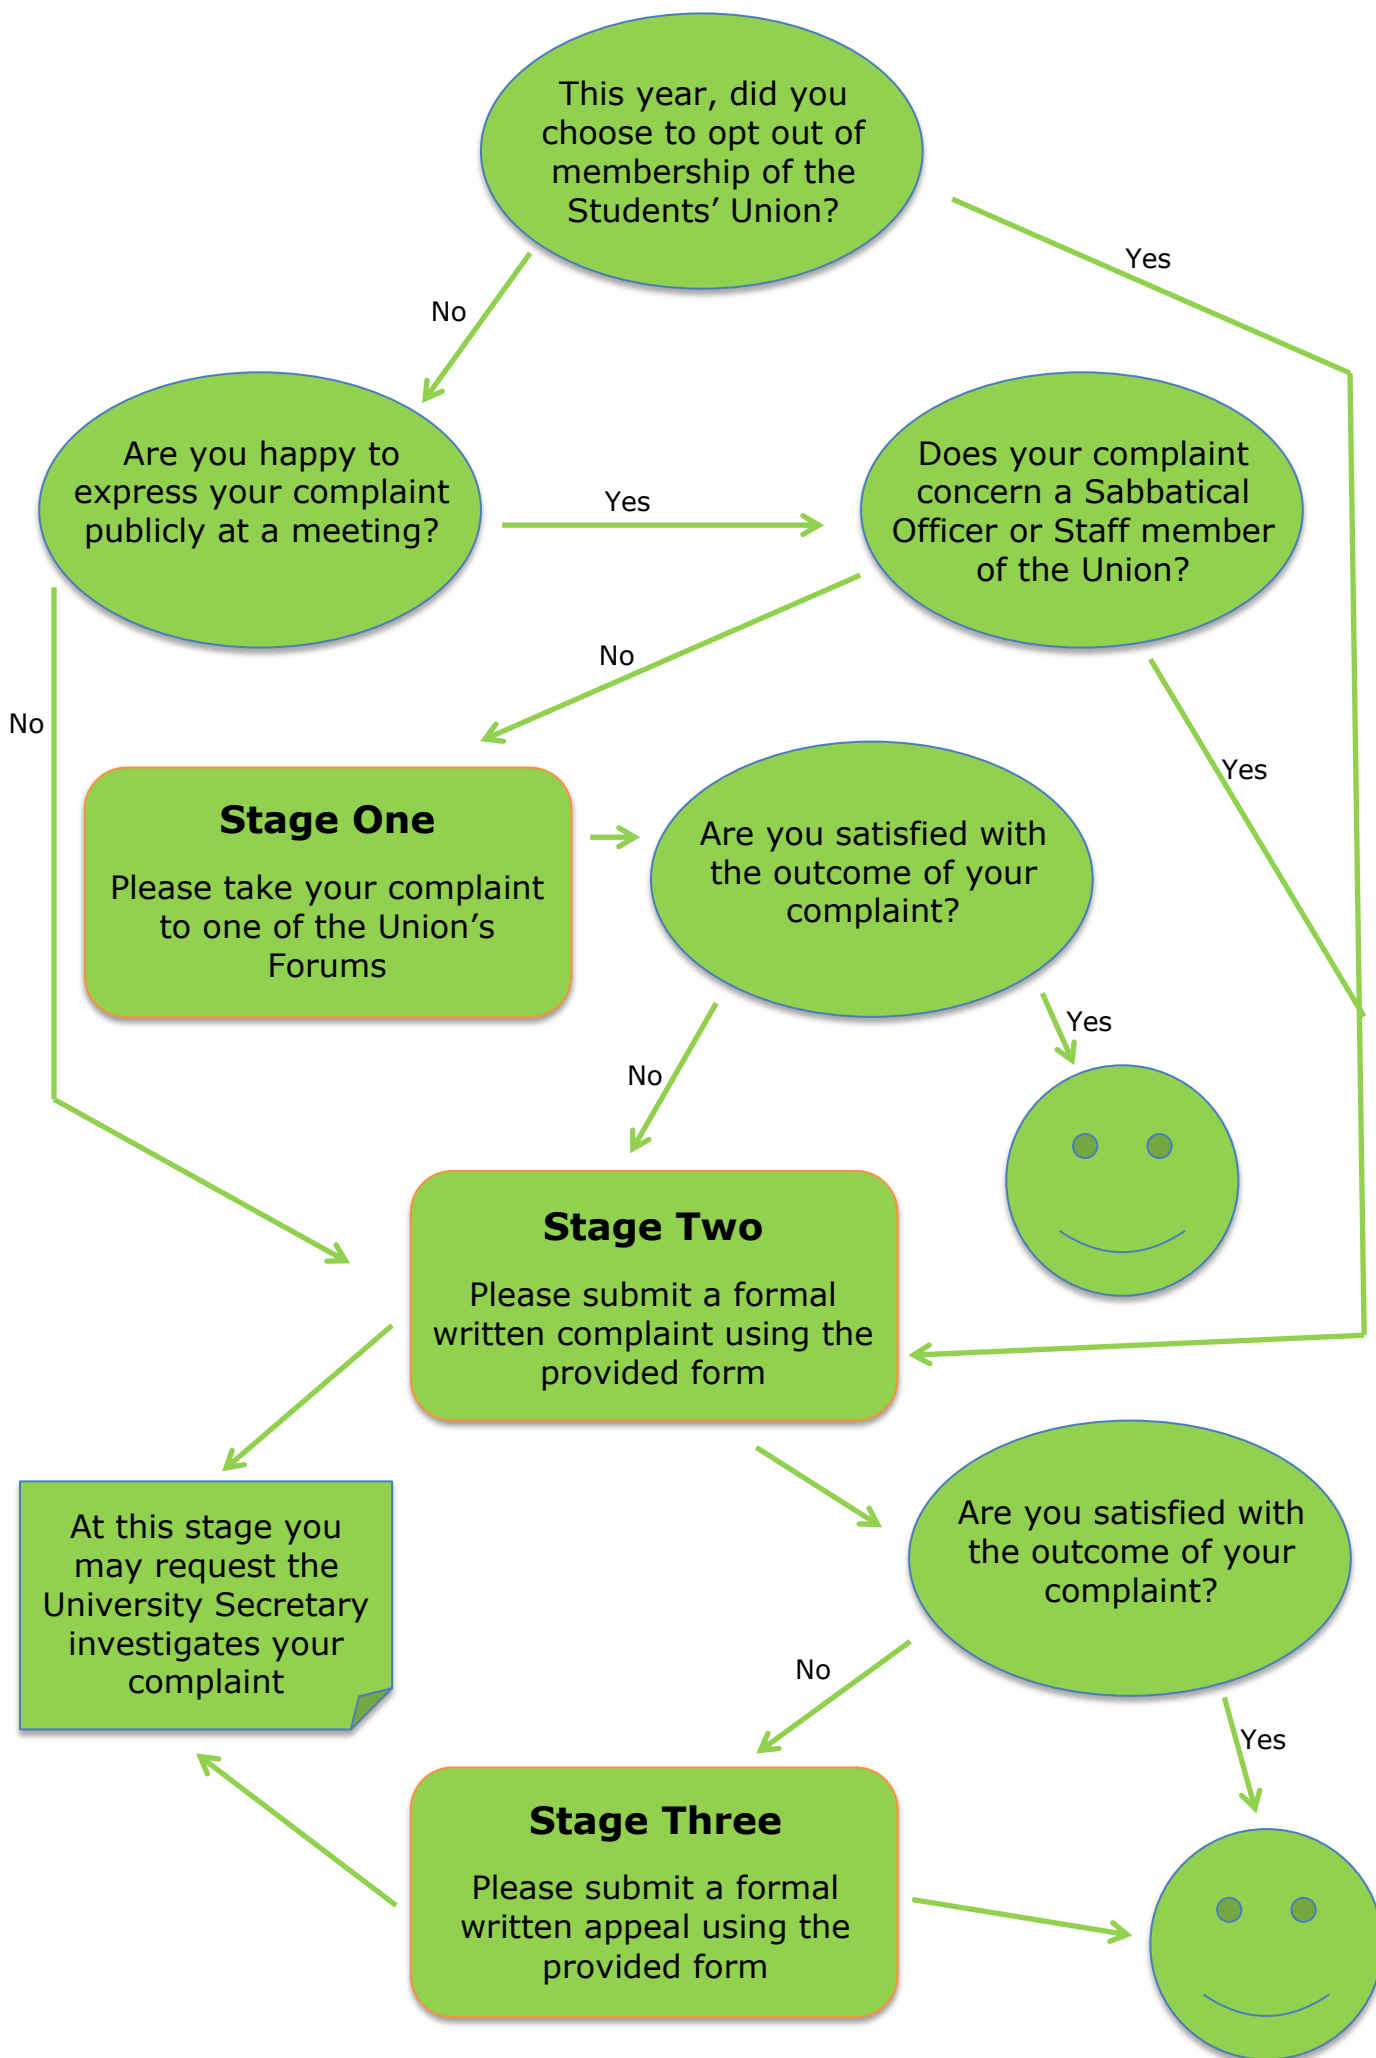 This year, did you
choose to opt out of
membership of the
Students’ Union?
Yes
No
Are you happy to
express your complaint
publicly at a meeting?
Yes
Does your complaint
concern a Sabbatical
Officer or Staff member
of the Union?
No
No
Yes
Stage One
Please take your complaint
to one of the Union’s
Forums
Are you satisfied with
the outcome of your
complaint?
Yes
No
Stage Two
Please submit a formal
written complaint using the
provided form
At this stage you
may request the
University Secretary
investigates your
complaint
Are you satisfied with
the outcome of your
complaint?
No
Yes
Stage Three
Please submit a formal
written appeal using the
provided form